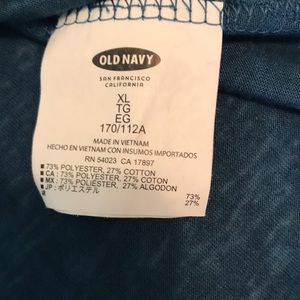 OLD NAVY
SAN FRANCISCO
CALIFORNIA
XL
TG
EG
170/112A
MADE IN VIETNAM
HECHO EN VIETNAM CON INSUMOS IMPORTADOS
RN 54023 CA 17897
73% POLYESTER, 27% COTTON
CA : 73% POLYESTER, 27% COTTON
MX : 73% POLIÉSTER, 27% ALGODON
JP : ポリエステル 73%
27%